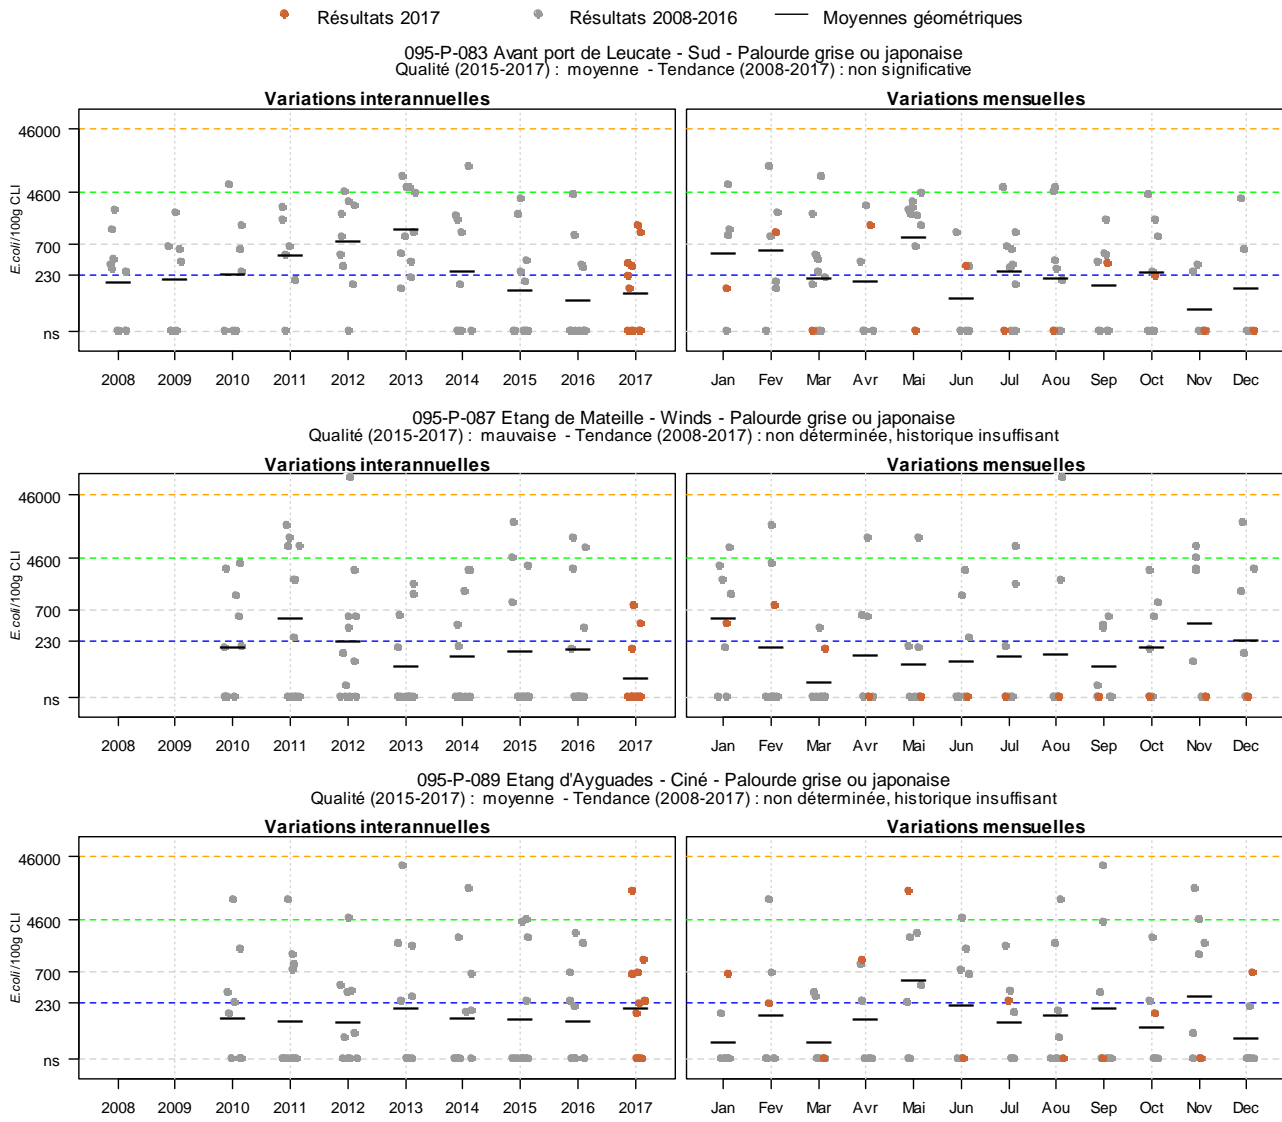 Résultats 2017 Résultats 2008-2016 Moyennes géométriques
095-P-083 Avant port de Leucate - Sud - Palourde grise ou japonaise
Qualité (2015-2017) : moyenne - Tendance (2008-2017) : non significative
Variations interannuelles Variations mensuelles
46000
4600
700
230
ns
E.coli/100g CLI
2008 2009 2010 2011 2012 2013 2014 2015 2016 2017 Jan Fev Mar Avr Mai Jun Jul Aou Sep Oct Nov Dec
095-P-087 Etang de Mateille - Winds - Palourde grise ou japonaise
Qualité (2015-2017) : mauvaise - Tendance (2008-2017) : non déterminée, historique insuffisant
Variations interannuelles Variations mensuelles
46000
4600
700
230
ns
E.coli/100g CLI
2008 2009 2010 2011 2012 2013 2014 2015 2016 2017 Jan Fev Mar Avr Mai Jun Jul Aou Sep Oct Nov Dec
095-P-089 Etang d'Ayguades - Ciné - Palourde grise ou japonaise
Qualité (2015-2017) : moyenne - Tendance (2008-2017) : non déterminée, historique insuffisant
Variations interannuelles Variations mensuelles
46000
4600
700
230
ns
E.coli/100g CLI
2008 2009 2010 2011 2012 2013 2014 2015 2016 2017 Jan Fev Mar Avr Mai Jun Jul Aou Sep Oct Nov Dec